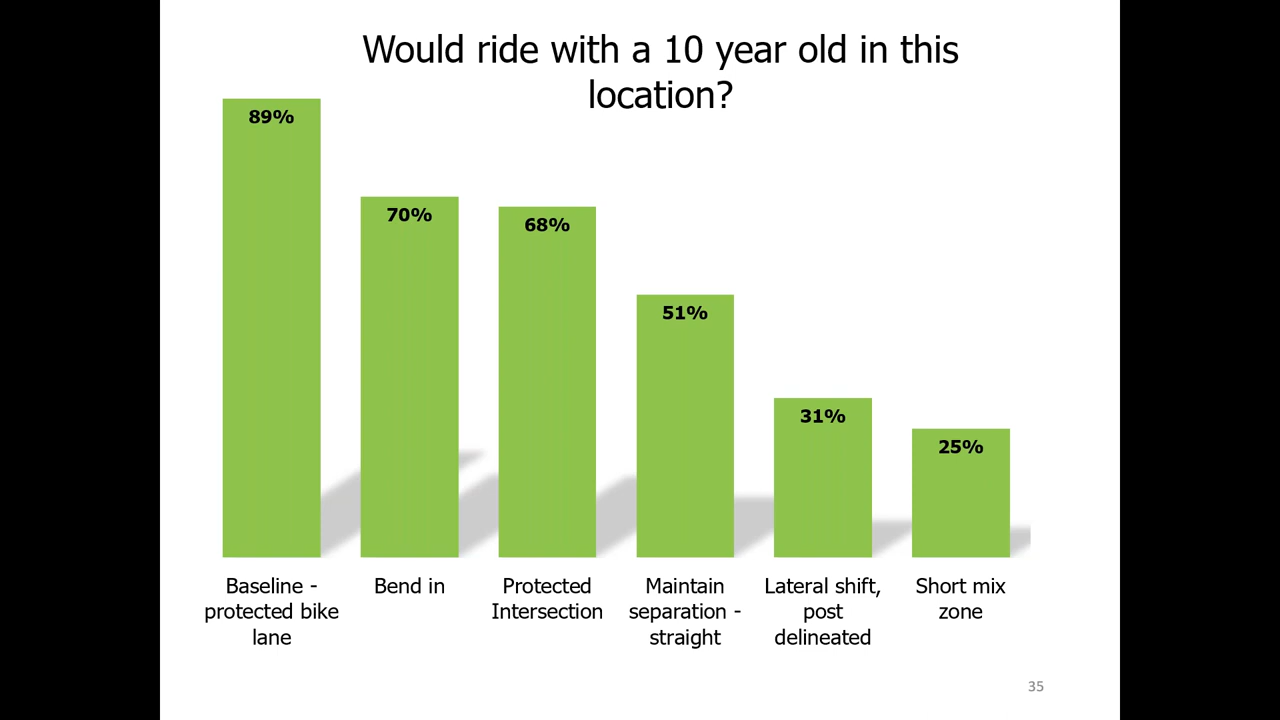 Would ride with a 10 year old in this
location?
89%
70%
68%
51%
31%
25%
Baseline -
protected bike
lane
Bend in
Protected
Intersection
Maintain
separation -
straight
Lateral shift,
post
delineated
Short mix
zone
35